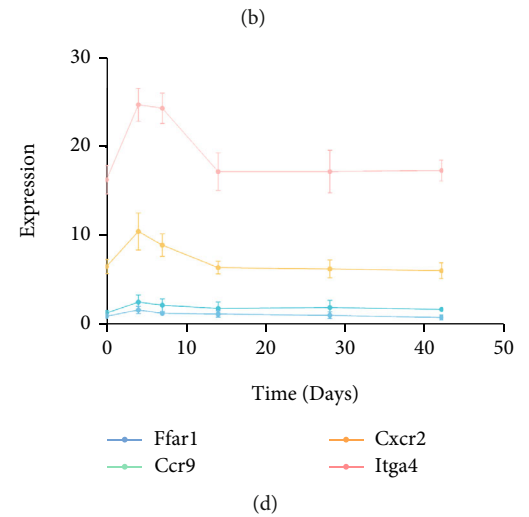 (b)
30
20
10
0
Expression
0 10 20 30 40 50
Time (Days)
Ffar1 Cxcr2
Ccr9 Itga4
(d)